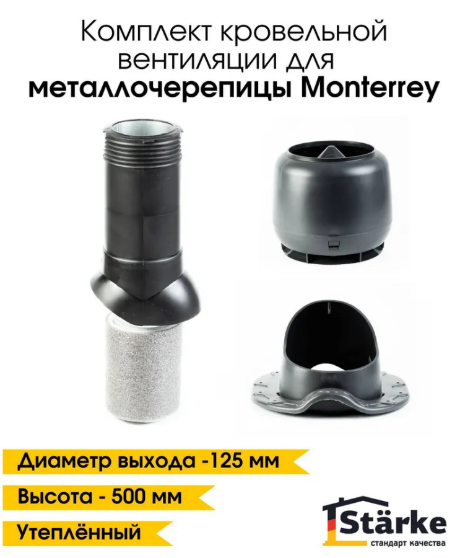 Комплект кровельной
вентиляции для
металлочерепицы Monterrey
Диаметр выхода -125 мм
Высота - 500 мм
Утеплённый
Stärke
стандарт качества